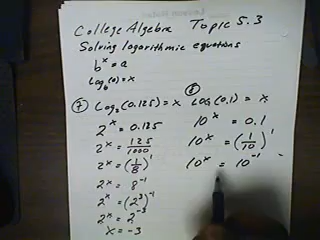 College Algebra Topic 5.3
Solving logarithmic equations
b^x = a
Log_b(a) = x
⑦ Log_2(0.125) = x
2^x = 0.125
2^x = 125/1000
2^x = (1/8)^1
2^x = 8^-1
2^x = (2^3)^-1
2^x = 2^-3
x = -3
⑧ Log(0.1) = x
10^x = 0.1
10^x = (1/10)^1
10^x = 10^-1